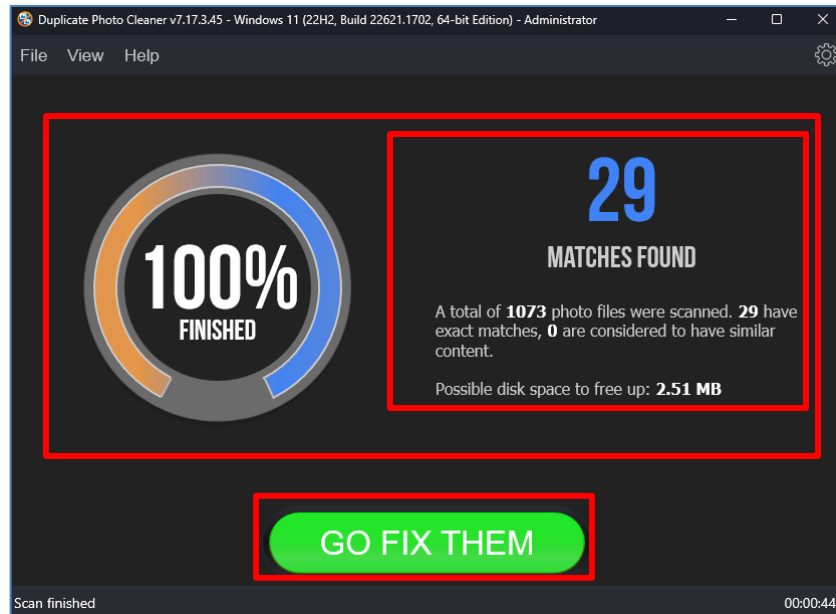 Duplicate Photo Cleaner v7.17.3.45 - Windows 11 (22H2, Build 22621.1702, 64-bit Edition) - Administrator
File View Help
100%
FINISHED
29
MATCHES FOUND
A total of 1073 photo files were scanned. 29 have
exact matches, 0 are considered to have similar
content.
Possible disk space to free up: 2.51 MB
GO FIX THEM
Scan finished 00:00:44